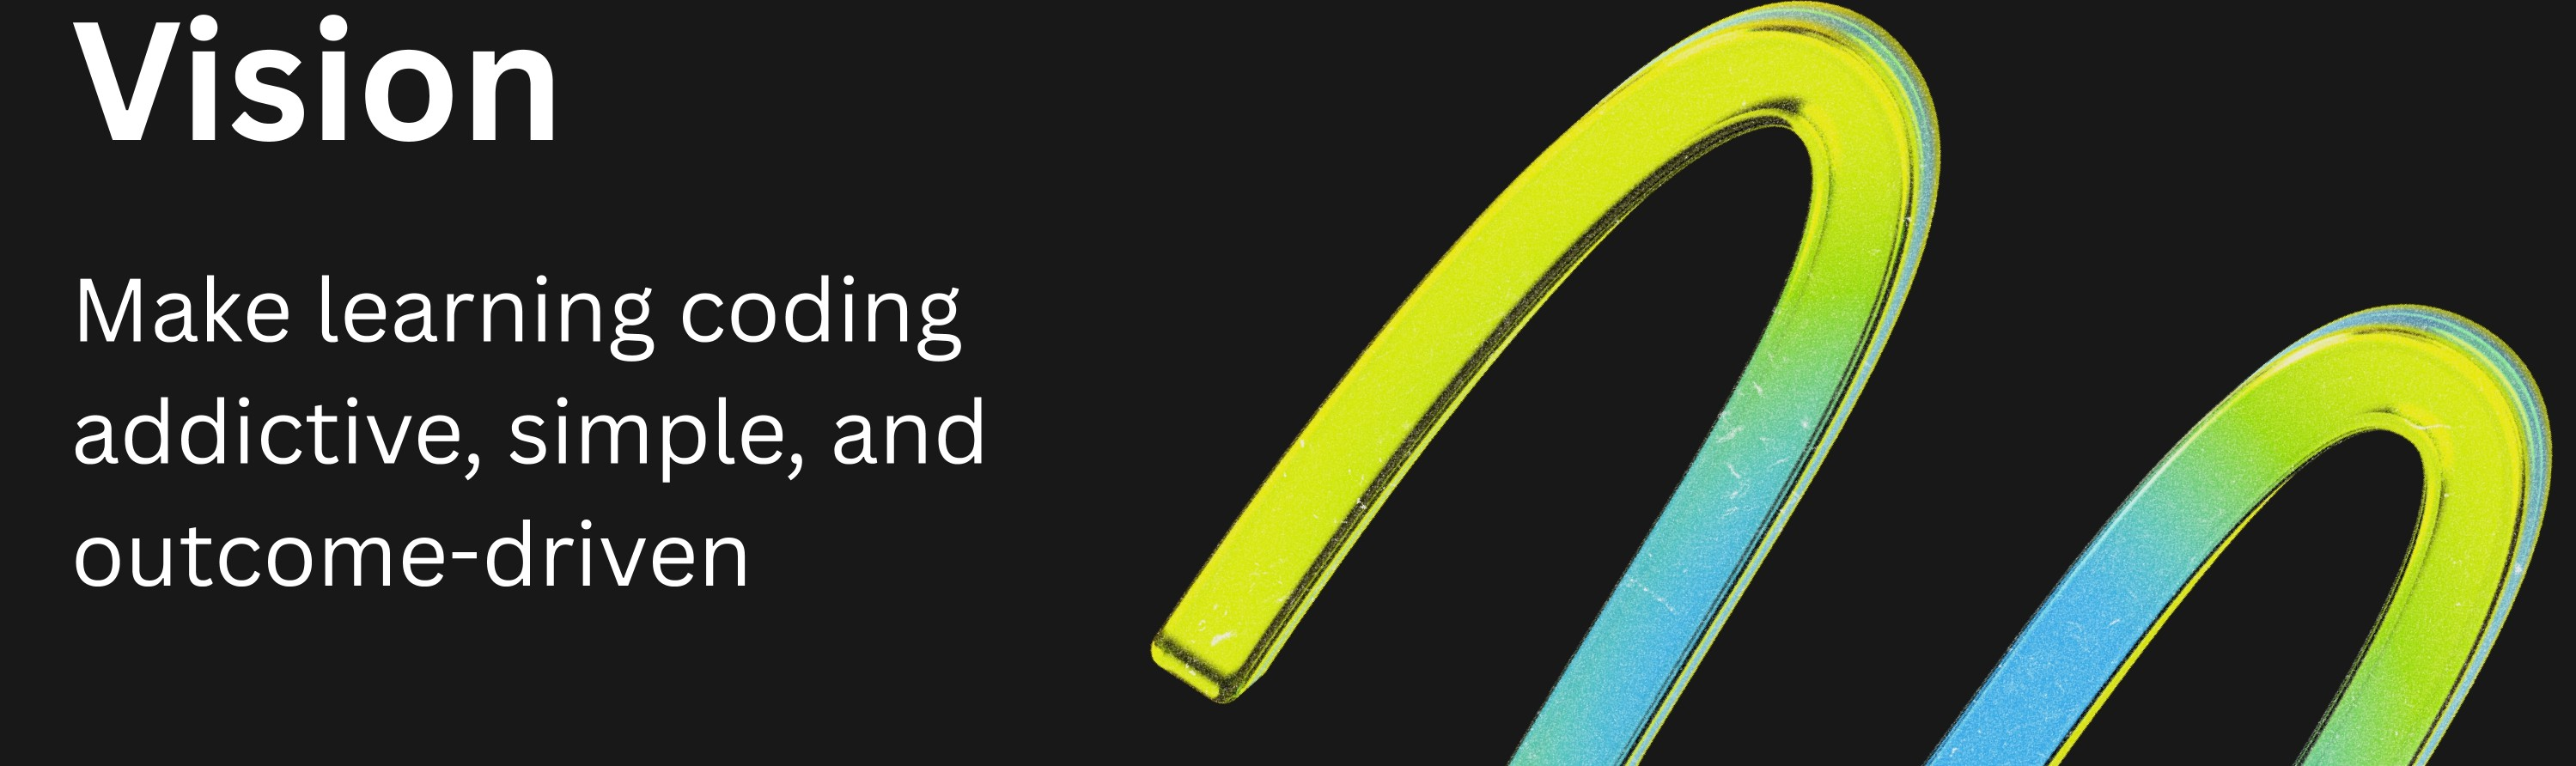 Vision
Make learning coding
addictive, simple, and
outcome-driven